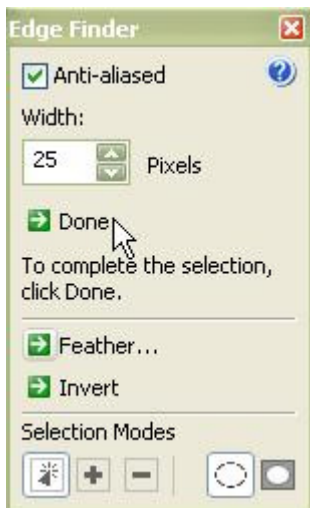 Edge Finder
Anti-aliased
Width:
25 Pixels
Done
To complete the selection,
click Done.
Feather...
Invert
Selection Modes